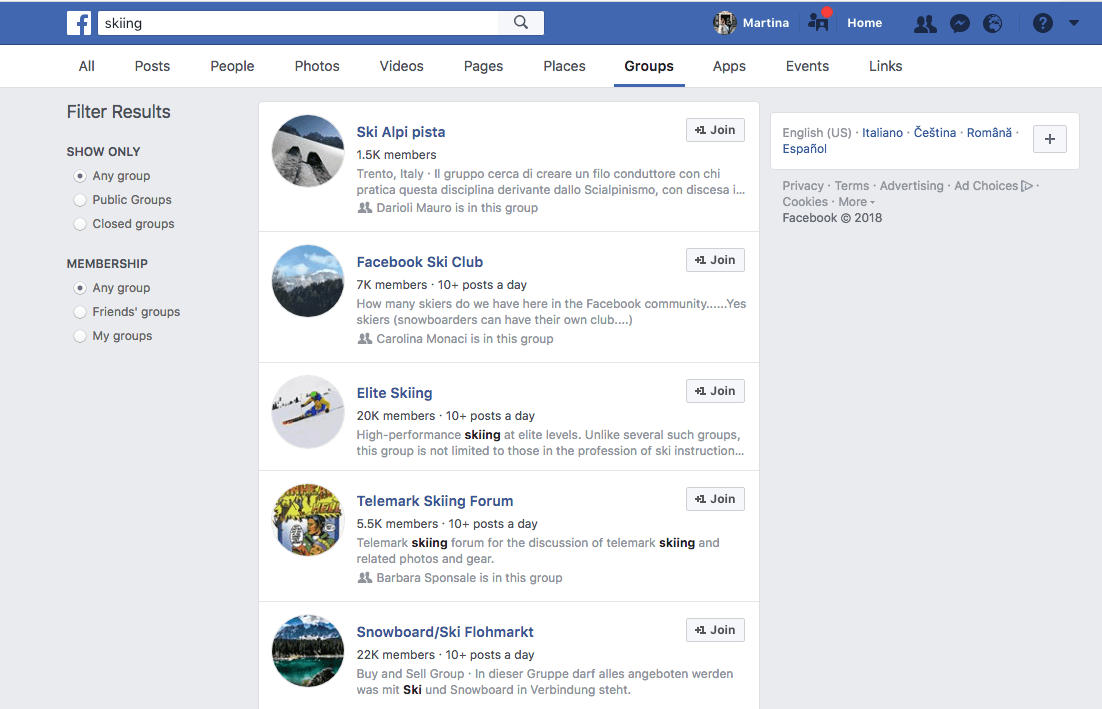 skiing
Martina
Home
All
Posts
People
Photos
Videos
Pages
Places
Groups
Apps
Events
Links
Filter Results
SHOW ONLY
Any group
Public Groups
Closed groups
MEMBERSHIP
Any group
Friends' groups
My groups
Ski Alpi pista
Join
1.5K members
Trento, Italy · Il gruppo cerca di creare un filo conduttore con chi
pratica questa disciplina derivante dallo Scialpinismo, con discesa i...
Darioli Mauro is in this group
Facebook Ski Club
Join
7K members · 10+ posts a day
How many skiers do we have here in the Facebook community......Yes
skiers (snowboarders can have their own club....)
Carolina Monaci is in this group
Elite Skiing
Join
20K members · 10+ posts a day
High-performance skiing at elite levels. Unlike several such groups,
this group is not limited to those in the profession of ski instruction...
Telemark Skiing Forum
Join
5.5K members · 10+ posts a day
Telemark skiing forum for the discussion of telemark skiing and
related photos and gear.
Barbara Sponsale is in this group
Snowboard/Ski Flohmarkt
Join
22K members · 10+ posts a day
Buy and Sell Group · In dieser Gruppe darf alles angeboten werden
was mit Ski und Snowboard in Verbindung steht.
English (US) · Italiano · Čeština · Română ·
Español
Privacy · Terms · Advertising · Ad Choices ·
Cookies · More
Facebook © 2018